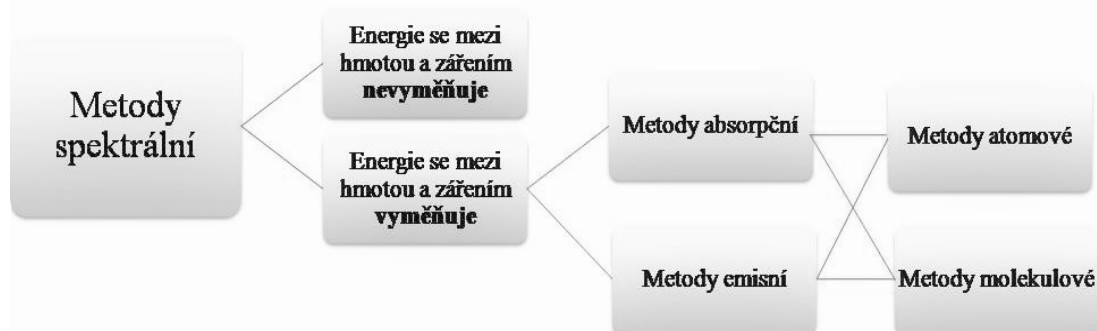 Metody
spektrální
Energie se mezi
hmotou a zářením
nevyměňuje
Energie se mezi
hmotou a zářením
vyměňuje
Metody absorpční
Metody emisní
Metody atomové
Metody molekulové